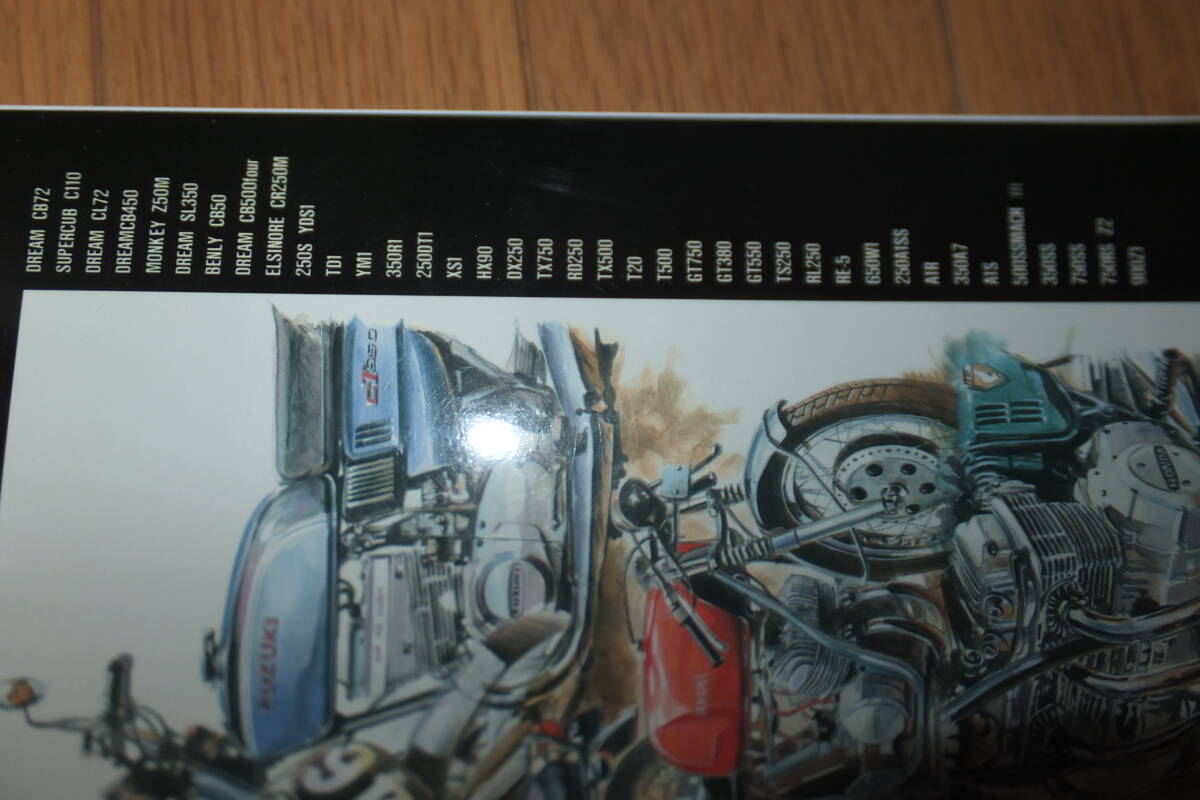 DREAM CB72
SUPERCUB C110
DREAM CL72
DREAMCB450
MONKEY Z50M
DREAM SL350
BENLY CB50
DREAM CB500four
ELSINORE CR250M
250S YDS1
TD1
YM1
350R1
250DT1
XS1
HX90
DX250
TX750
RD250
TX500
T20
T500
GT750
GT380
GT550
TS250
RL250
RE-5
650W1
250A1SS
A1R
350A7
A1S
500SSMACH III
350SS
750SS
750RS Z2
900Z1
SUZUKI
HONDA